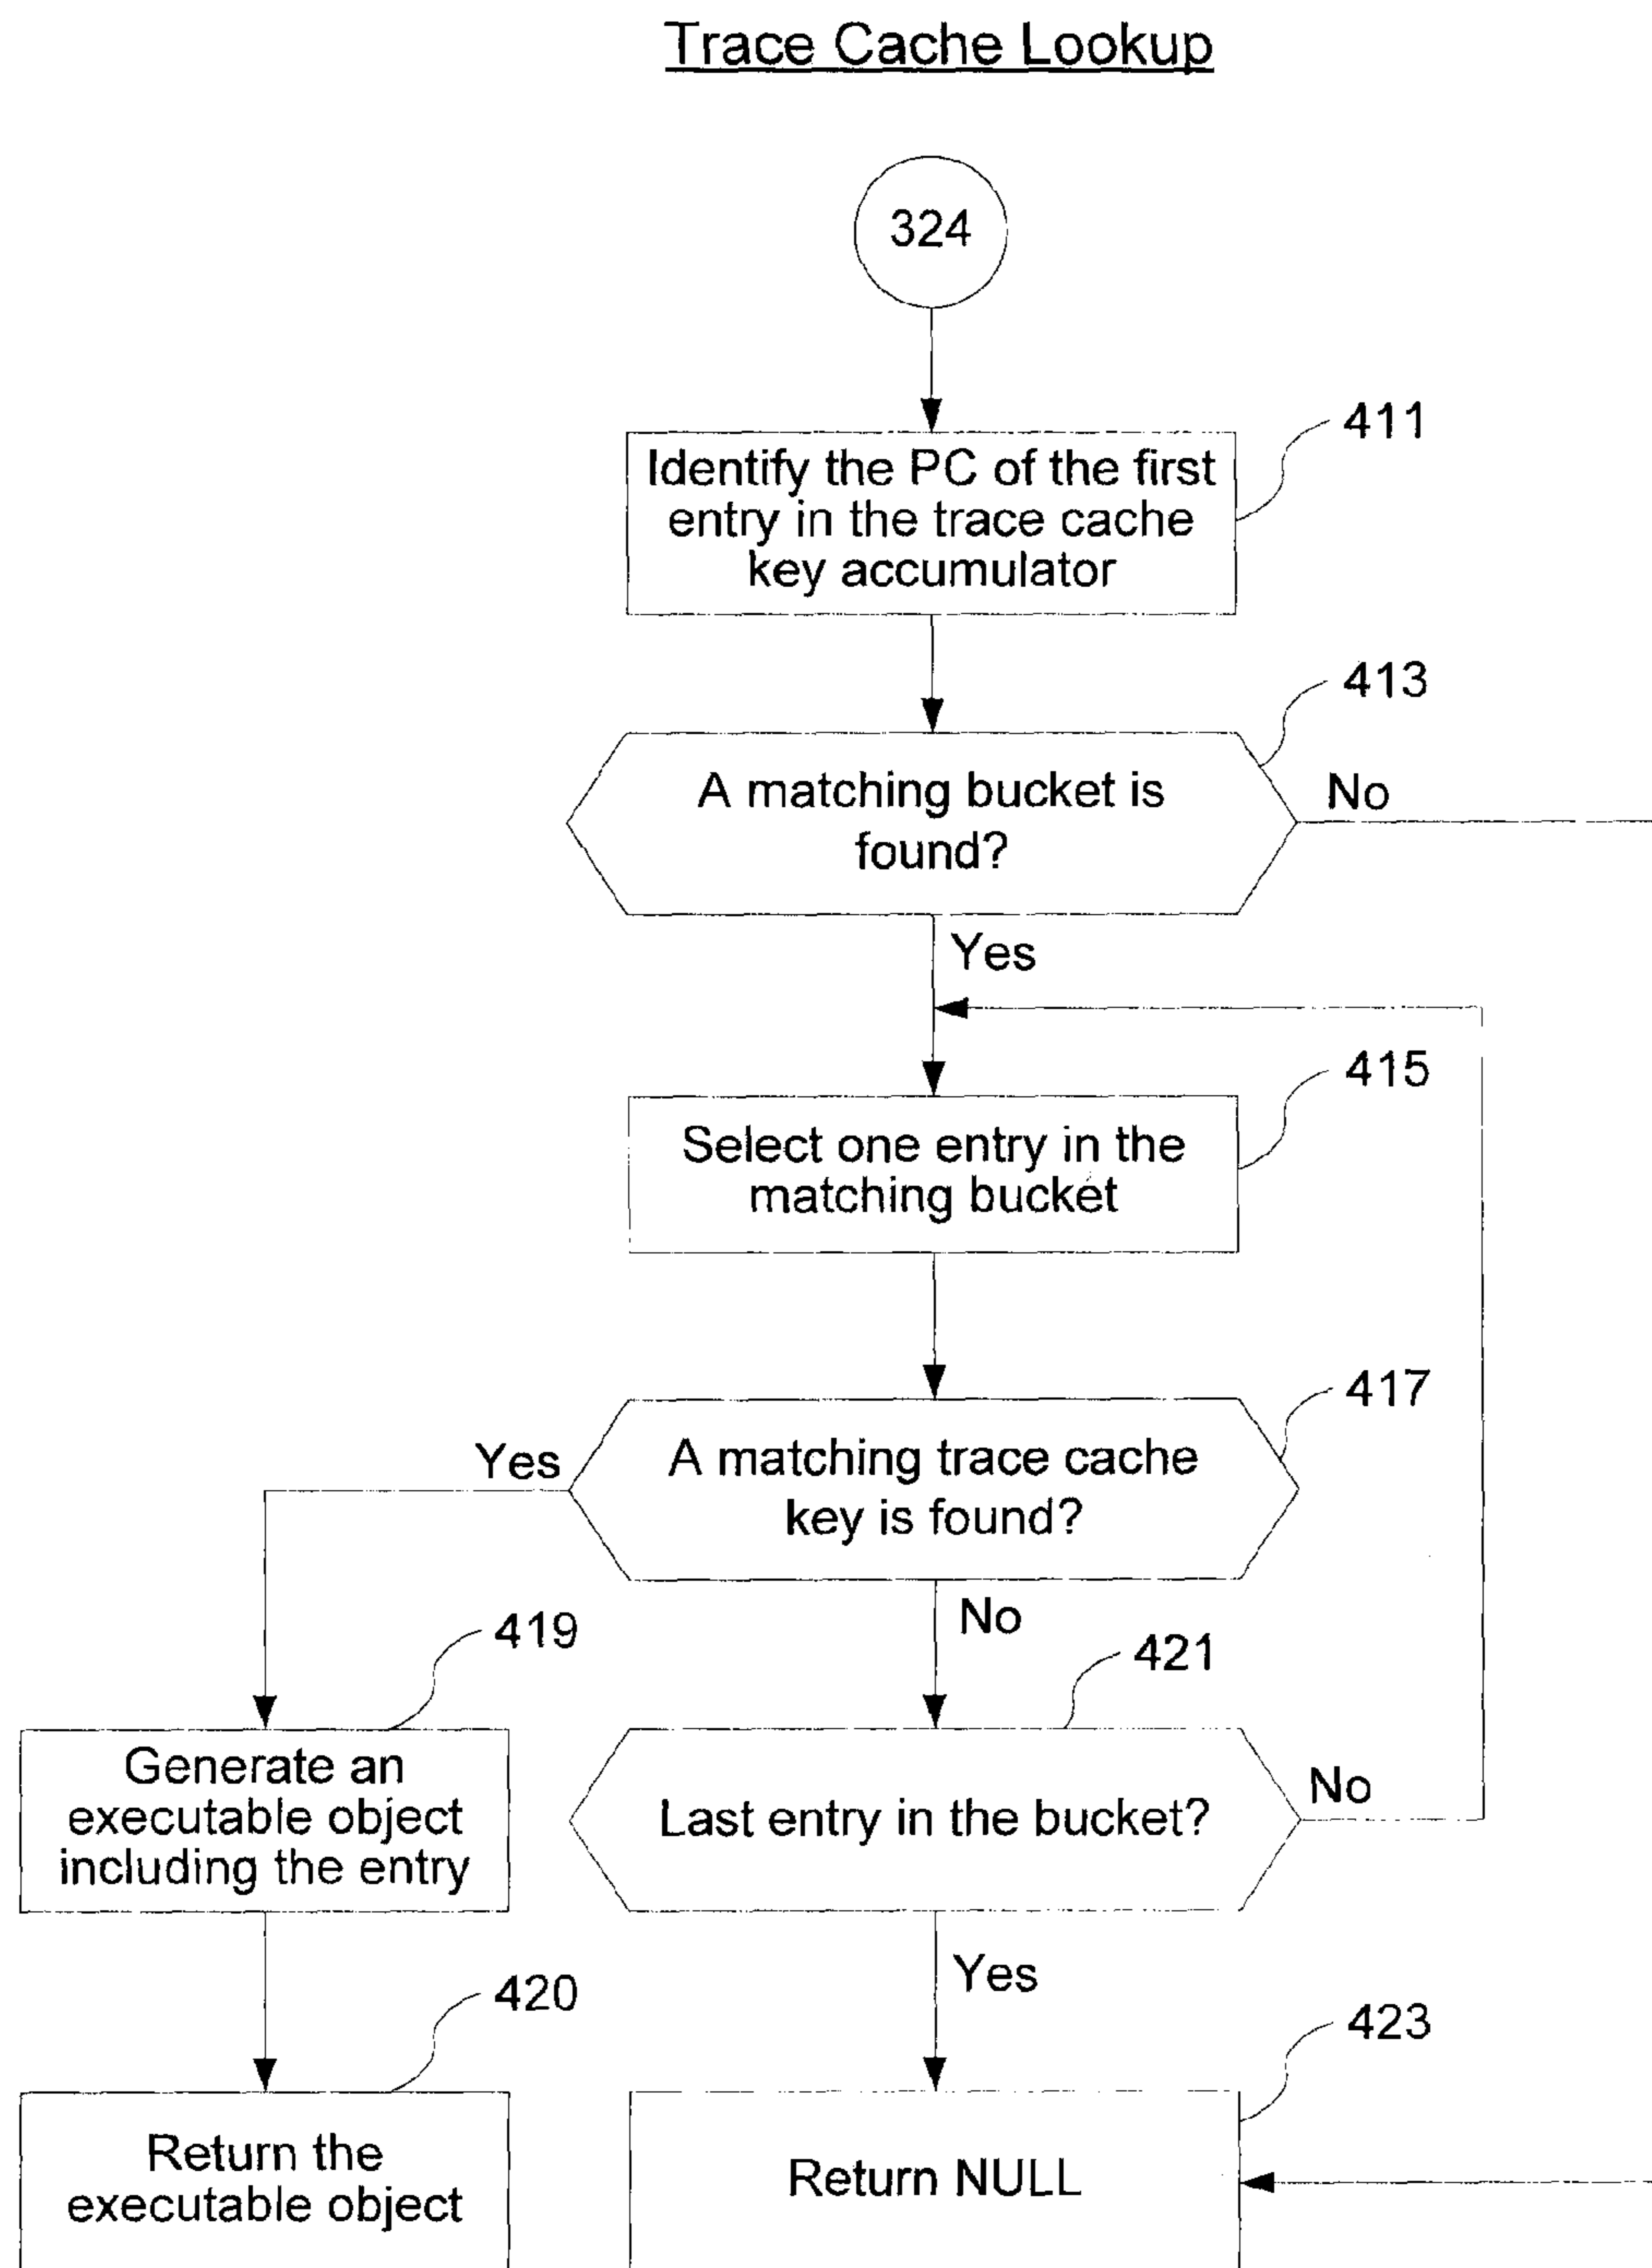 Trace Cache Lookup
324
411
Identify the PC of the first
entry in the trace cache
key accumulator
413
A matching bucket is
found?
No
Yes
415
Select one entry in the
matching bucket
417
A matching trace cache
key is found?
Yes
No
419
421
Generate an
executable object
including the entry
Last entry in the bucket?
No
Yes
420
423
Return the
executable object
Return NULL